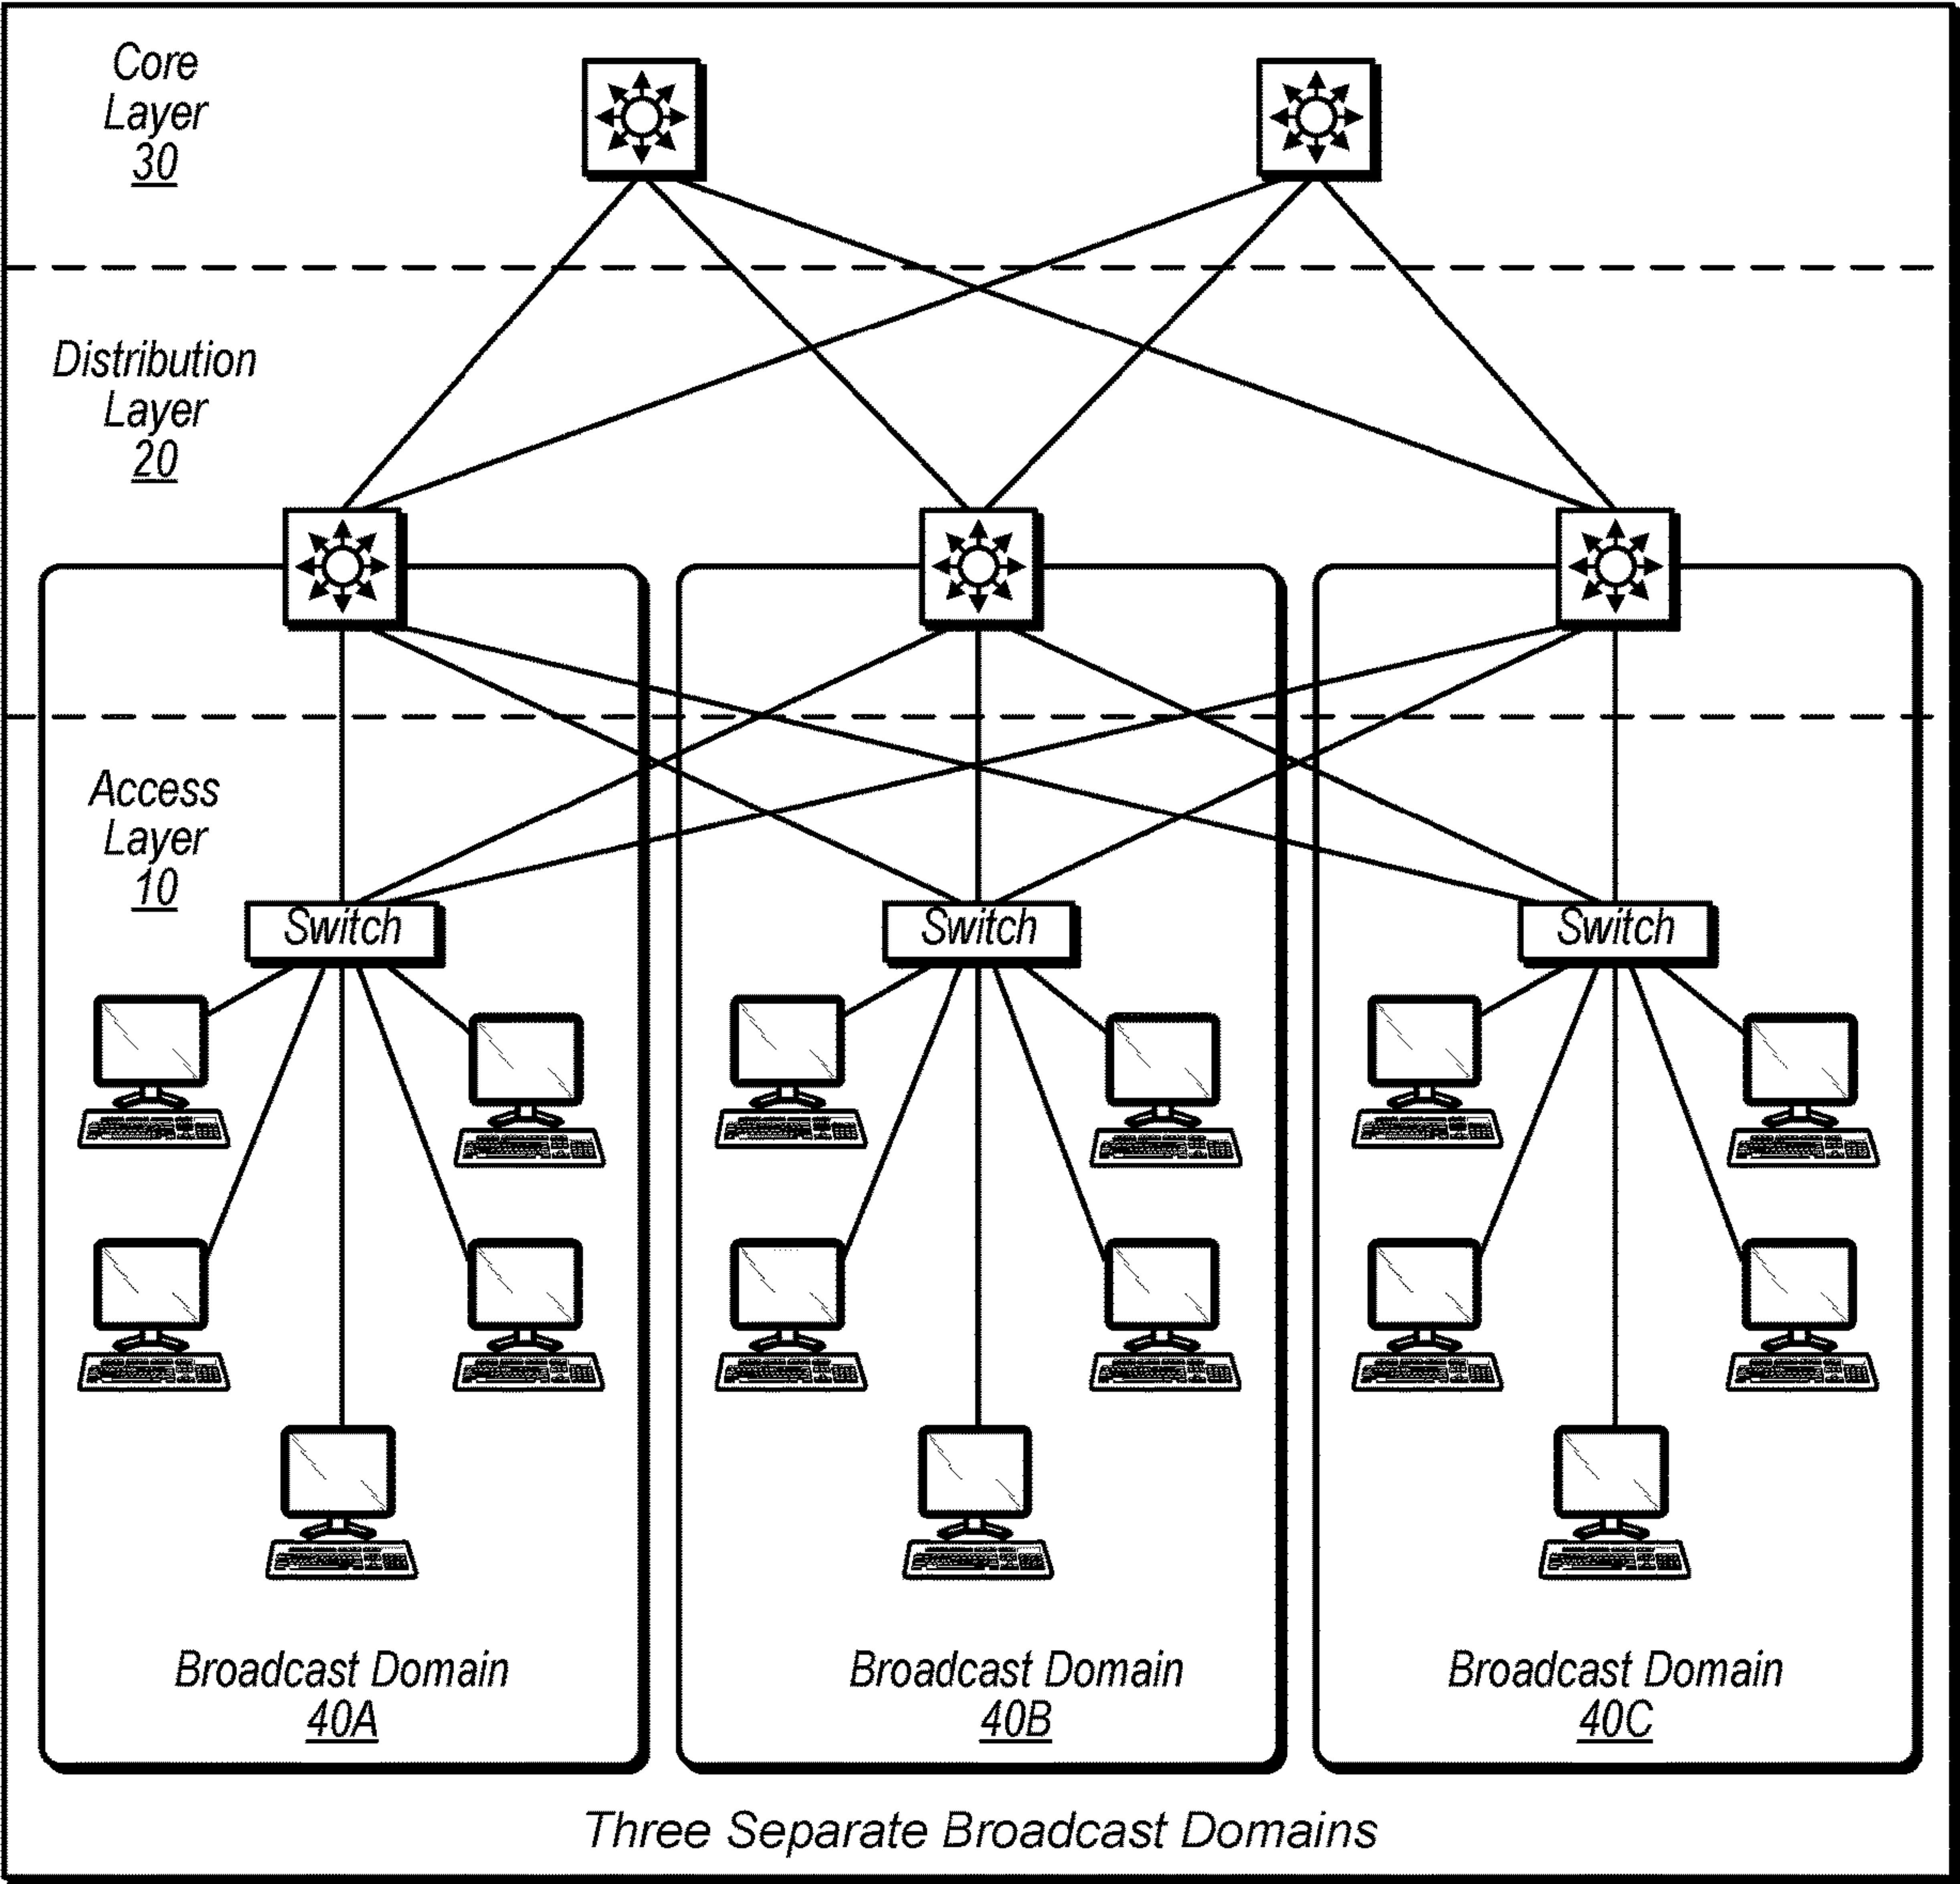 Core
Layer
30
Distribution
Layer
20
Access
Layer
10
Switch
Switch
Switch
Broadcast Domain
40A
Broadcast Domain
40B
Broadcast Domain
40C
Three Separate Broadcast Domains